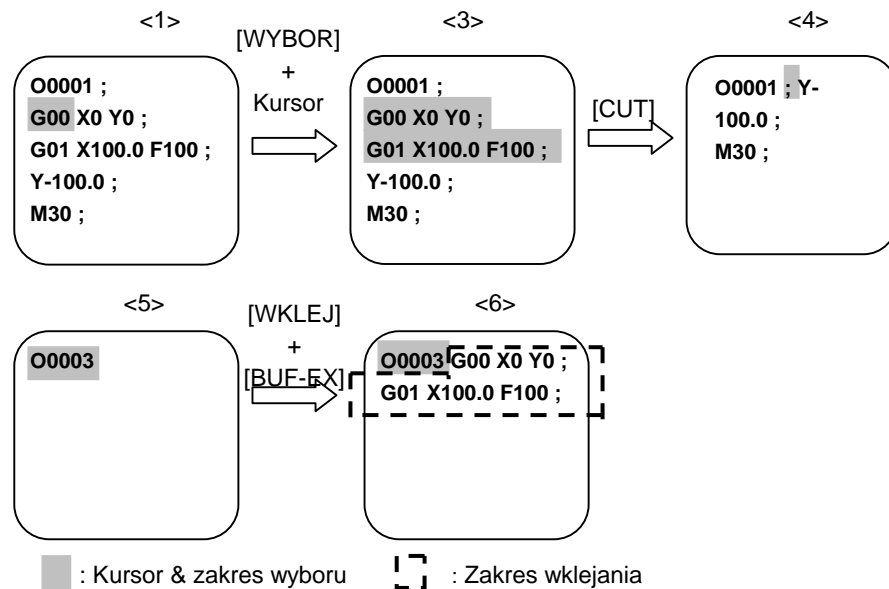 <1>
O0001 ;
G00 X0 Y0 ;
G01 X100.0 F100 ;
Y-100.0 ;
M30 ;
[WYBOR]
+
Kursor
<3>
O0001 ;
G00 X0 Y0 ;
G01 X100.0 F100 ;
Y-100.0 ;
M30 ;
[CUT]
<4>
O0001 ; Y-
100.0 ;
M30 ;
<5>
O0003
[WKLEJ]
+
[BUF-EX]
<6>
O0003 G00 X0 Y0 ;
G01 X100.0 F100 ;
: Kursor & zakres wyboru
: Zakres wklejania